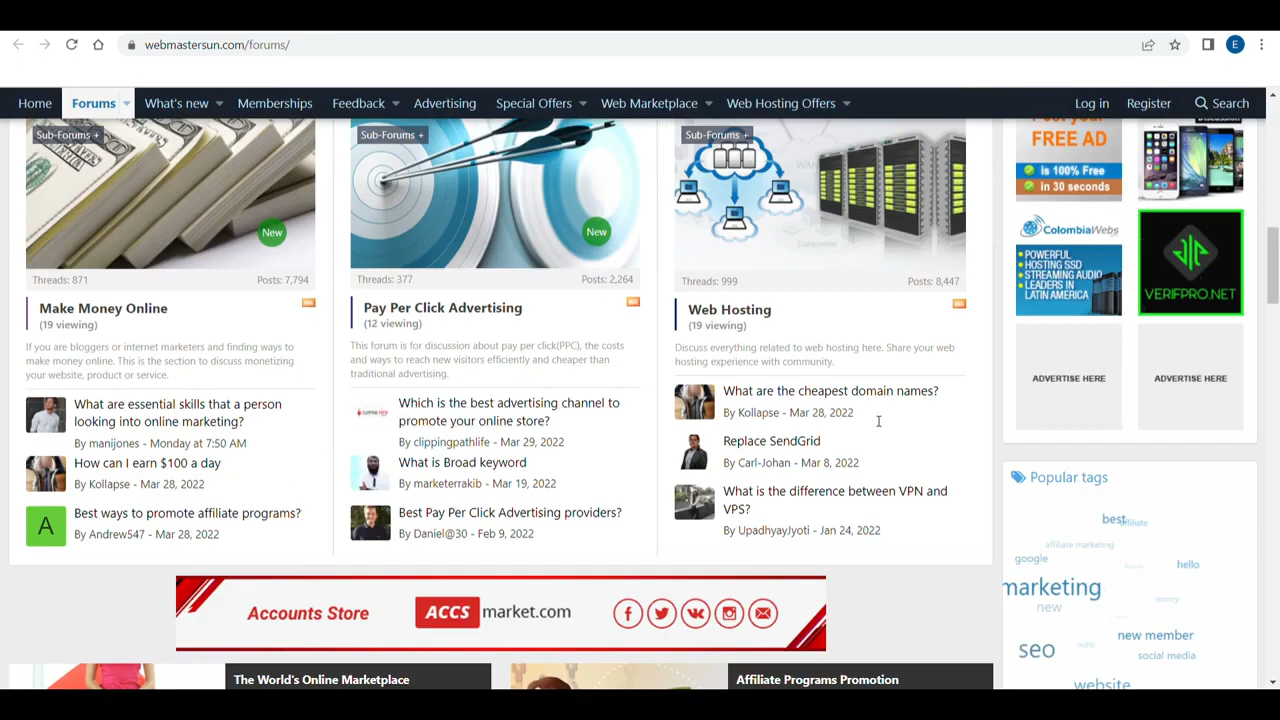 webmastersun.com/forums/
E
Home Forums What's new Memberships Feedback Advertising Special Offers Web Marketplace Web Hosting Offers Log in Register Search
Sub-Forums +
New
Threads: 871 Posts: 7,794
Make Money Online
(19 viewing)
If you are bloggers or internet marketers and finding ways to
make money online. This is the section to discuss monetizing
your website, product or service.
What are essential skills that a person
looking into online marketing?
By manijones - Monday at 7:50 AM
How can I earn $100 a day
By Kollapse - Mar 28, 2022
A
Best ways to promote affiliate programs?
By Andrew547 - Mar 28, 2022
Sub-Forums +
New
Threads: 377 Posts: 2,264
Pay Per Click Advertising
(12 viewing)
This forum is for discussion about pay per click(PPC), the costs
and ways to reach new visitors efficiently and cheaper than
traditional advertising.
Which is the best advertising channel to
promote your online store?
By clippingpathlife - Mar 29, 2022
What is Broad keyword
By marketerrakib - Mar 19, 2022
Best Pay Per Click Advertising providers?
By Daniel@30 - Feb 9, 2022
Sub-Forums +
Threads: 999 Posts: 8,447
Web Hosting
(19 viewing)
Discuss everything related to web hosting here. Share your web
hosting experience with community.
What are the cheapest domain names?
By Kollapse - Mar 28, 2022
Replace SendGrid
By Carl-Johan - Mar 8, 2022
What is the difference between VPN and
VPS?
By UpadhyayJyoti - Jan 24, 2022
FREE AD
is 100% Free
in 30 seconds
ColombiaWebs
POWERFUL
HOSTING SSD
STREAMING AUDIO
LEADERS IN
LATIN AMERICA
VERIFPRO.NET
ADVERTISE HERE
ADVERTISE HERE
Popular tags
best
affiliate
affiliate marketing
google
hello
marketing
money
new
new member
seo
traffic
social media
website
Accounts Store ACCS market.com
The World's Online Marketplace
Affiliate Programs Promotion